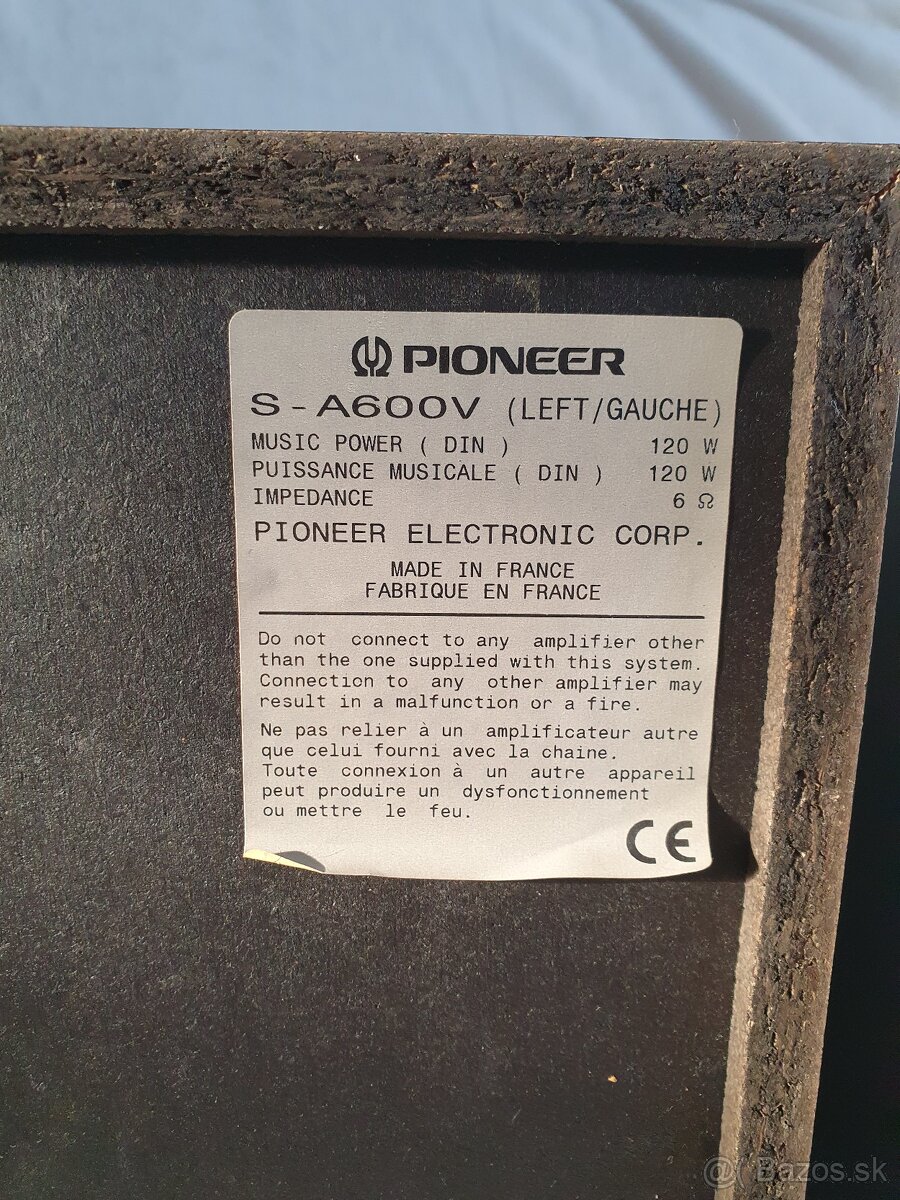 PIONEER
S-A600V (LEFT/GAUCHE)
MUSIC POWER ( DIN ) 120 W
PUISSANCE MUSICALE ( DIN ) 120 W
IMPEDANCE 6 Ω
PIONEER ELECTRONIC CORP.
MADE IN FRANCE
FABRIQUE EN FRANCE
Do not connect to any amplifier other
than the one supplied with this system.
Connection to any other amplifier may
result in a malfunction or a fire.
Ne pas relier à un amplificateur autre
que celui fourni avec la chaine.
Toute connexion à un autre appareil
peut produire un dysfonctionnement
ou mettre le feu.
CE
Bazos.sk